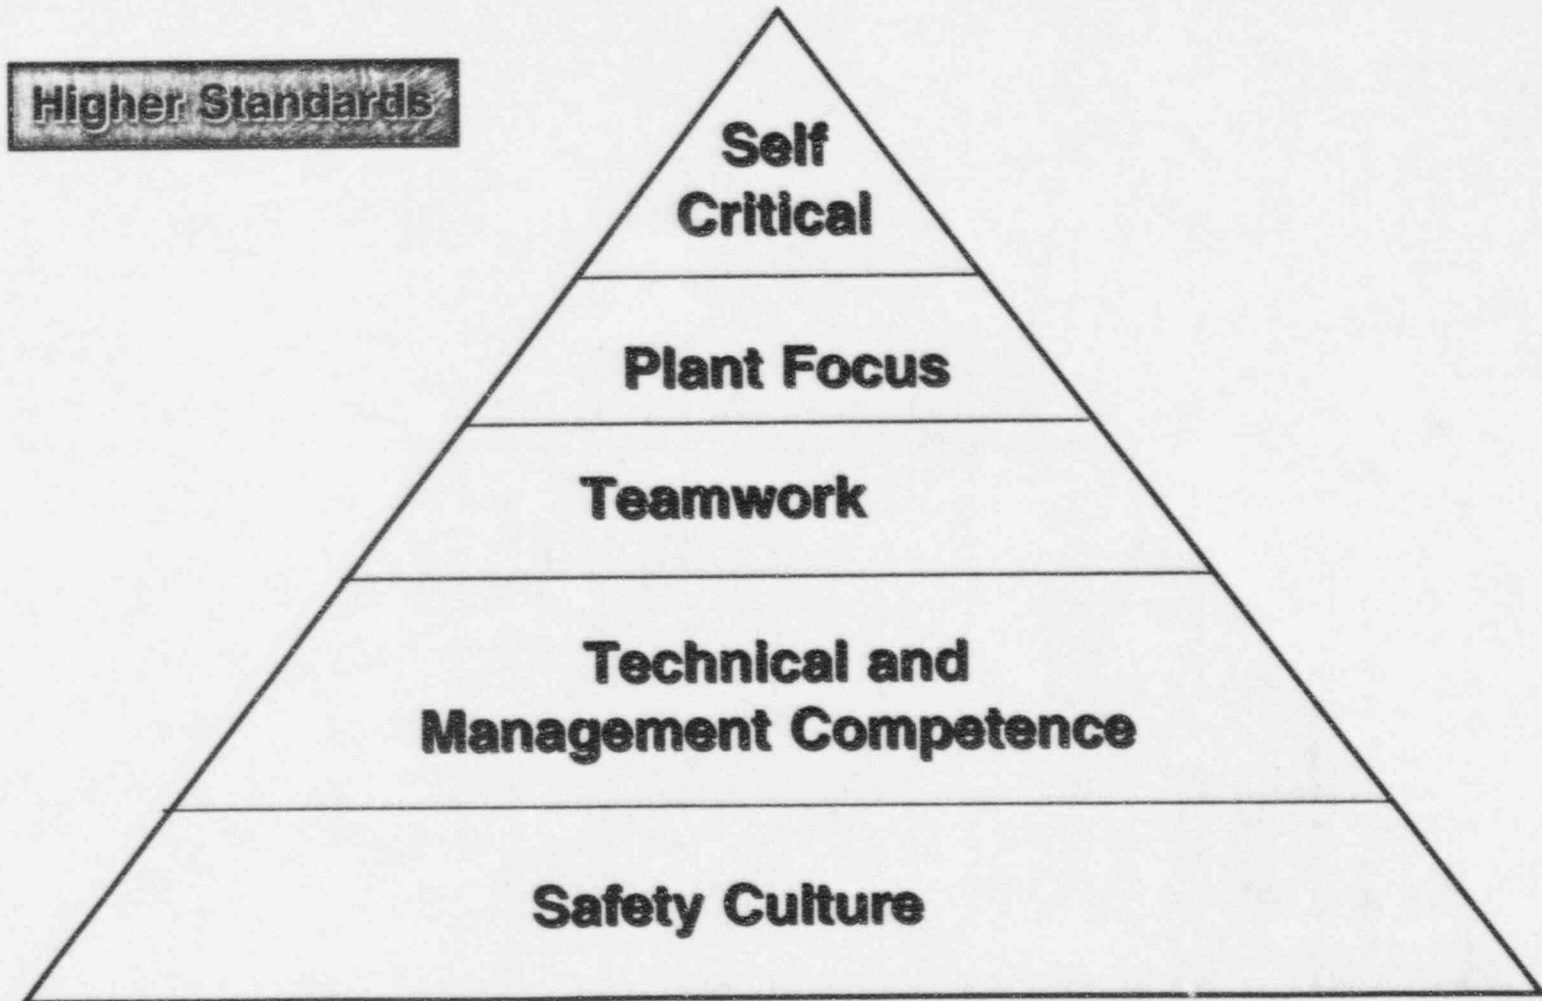 Higher Standards
Self
Critical
Plant Focus
Teamwork
Technical and
Management Competence
Safety Culture